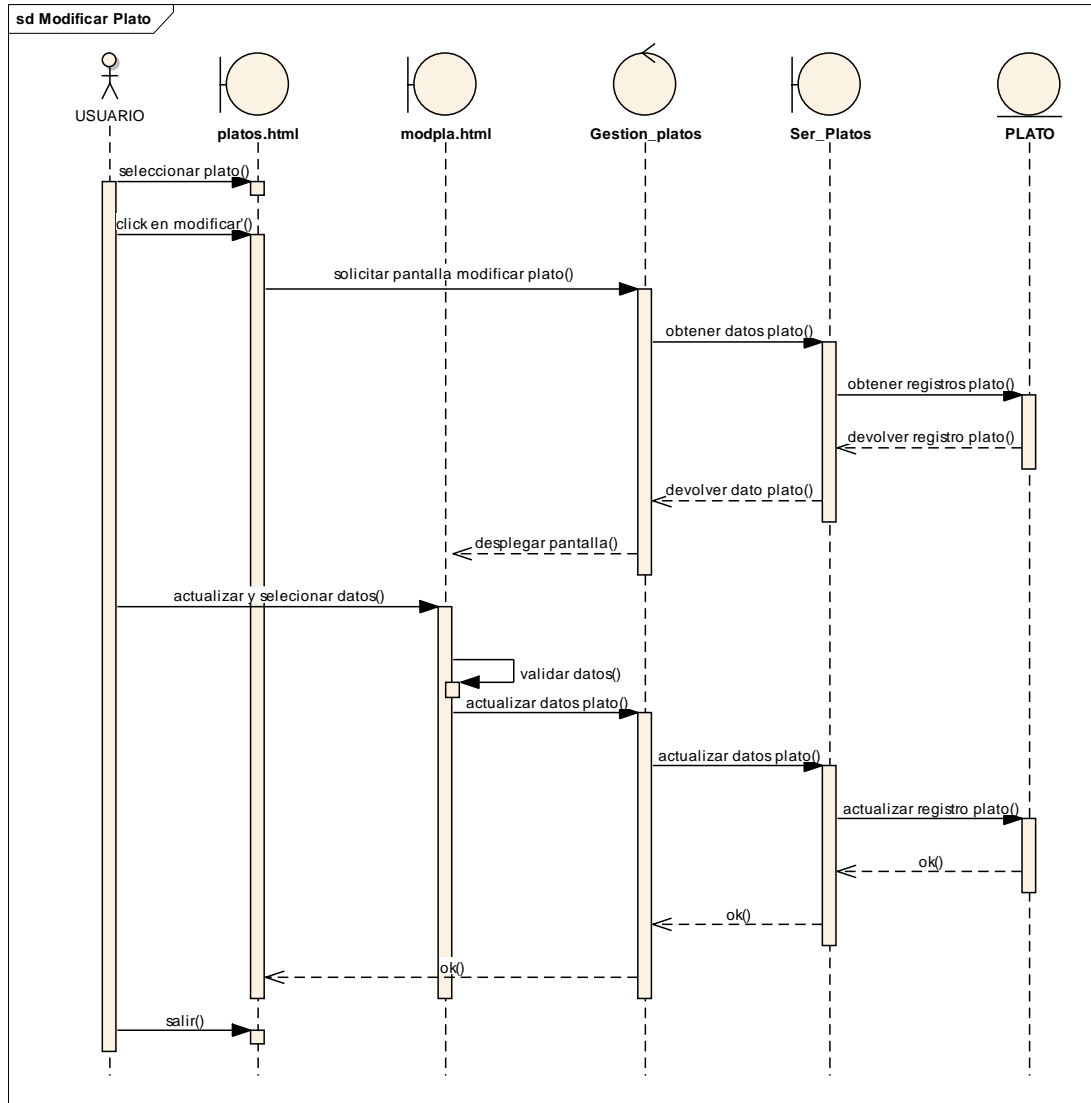 sd Modificar Plato
USUARIO
platos.html
modpla.html
Gestion_platos
Ser_Platos
PLATO
seleccionar plato()
click en modificar'()
solicitar pantalla modificar plato()
obtener datos plato()
obtener registros plato()
devolver registro plato()
devolver dato plato()
desplegar pantalla()
actualizar y selecionar datos()
validar datos()
actualizar datos plato()
actualizar datos plato()
actualizar registro plato()
ok()
ok()
ok()
salir()